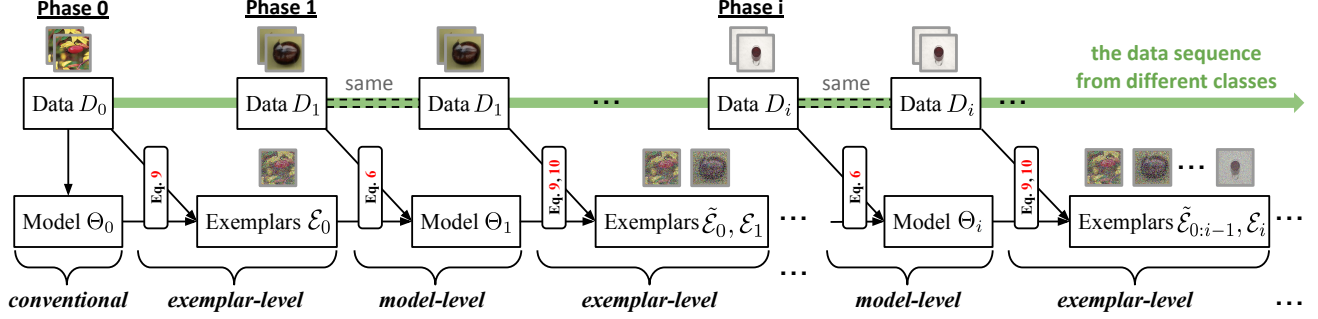 Phase 0
Phase 1
Phase i
the data sequence
from different classes
Data D₀
Data D₁
same
Data D₁
...
Data Dᵢ
same
Data Dᵢ
...
Eq. 9
Eq. 6
Eq. 9, 10
Eq. 6
Eq. 9, 10
...
Model Θ₀
Exemplars ℰ₀
Model Θ₁
Exemplars ℰ̃₀, ℰ₁
...
Model Θᵢ
Exemplars ℰ̃₀:ᵢ₋₁, ℰᵢ
...
...
conventional
exemplar-level
model-level
exemplar-level
model-level
exemplar-level
...